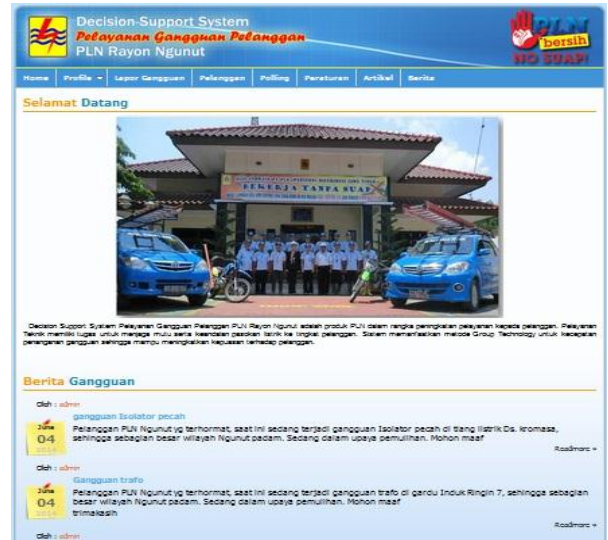 Decision-Support System
Pelayanan Gangguan Pelanggan
PLN Rayon Ngunut
PLN
bersih
NO SUAP!
Home Profile Lapor Gangguan Pelanggan Polling Peraturan Artikel Berita
Selamat Datang
BEKERJA TANPA SUAP
Decision Support System Pelayanan Gangguan Pelanggan PLN Rayon Ngunut adalah produk PLN dalam rangka peningkatan pelayanan kepada pelanggan. Pelayanan
Teknik memiliki tugas untuk menjaga mutu serta keandalan pasokan listrik ke tingkat pelanggan. Sistem memanfaatkan metode Group Technology untuk kecepatan
penanganan gangguan sehingga mampu meningkatkan kepuasan terhadap pelanggan.
Berita Gangguan
Oleh : admin
gangguan Isolator pecah
June
04
Pelanggan PLN Ngunut yg terhormat, saat ini sedang terjadi gangguan Isolator pecah di tiang listrik Ds. kromasa,
sehingga sebagian besar wilayah Ngunut padam. Sedang dalam upaya pemulihan. Mohon maaf
Readmore »
Oleh : admin
Gangguan trafo
June
04
Pelanggan PLN Ngunut yg terhormat, saat ini sedang terjadi gangguan trafo di gardu Induk Ringin 7, sehingga sebagian
besar wilayah Ngunut padam. Sedang dalam upaya pemulihan. Mohon maaf
trimakasih
Readmore »
Oleh : admin